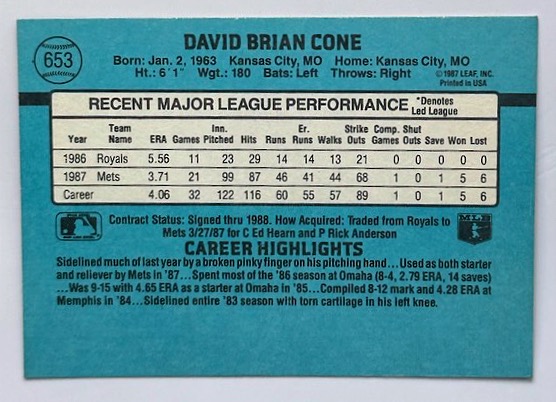 653
DAVID BRIAN CONE
Born: Jan. 2, 1963 Kansas City, MO Home: Kansas City, MO
Ht.: 6'1" Wgt.: 180 Bats: Left Throws: Right
©1987 LEAF, INC.
Printed in USA
RECENT MAJOR LEAGUE PERFORMANCE *Denotes Led League
Year Team Name ERA Games Inn. Pitched Hits Runs Er. Runs Walks Strike Outs Comp. Games Shut Outs Save Won Lost
1986 Royals 5.56 11 23 29 14 14 13 21 0 0 0 0 0
1987 Mets 3.71 21 99 87 46 41 44 68 1 0 1 5 6
Career 4.06 32 122 116 60 55 57 89 1 0 1 5 6
Contract Status: Signed thru 1988. How Acquired: Traded from Royals to
Mets 3/27/87 for C Ed Hearn and P Rick Anderson
MLB
CAREER HIGHLIGHTS
Sidelined much of last year by a broken pinky finger on his pitching hand...Used as both starter
and reliever by Mets in '87...Spent most of the '86 season at Omaha (8-4, 2.79 ERA, 14 saves)
...Was 9-15 with 4.65 ERA as a starter at Omaha in '85...Compiled 8-12 mark and 4.28 ERA at
Memphis in '84...Sidelined entire '83 season with torn cartilage in his left knee.